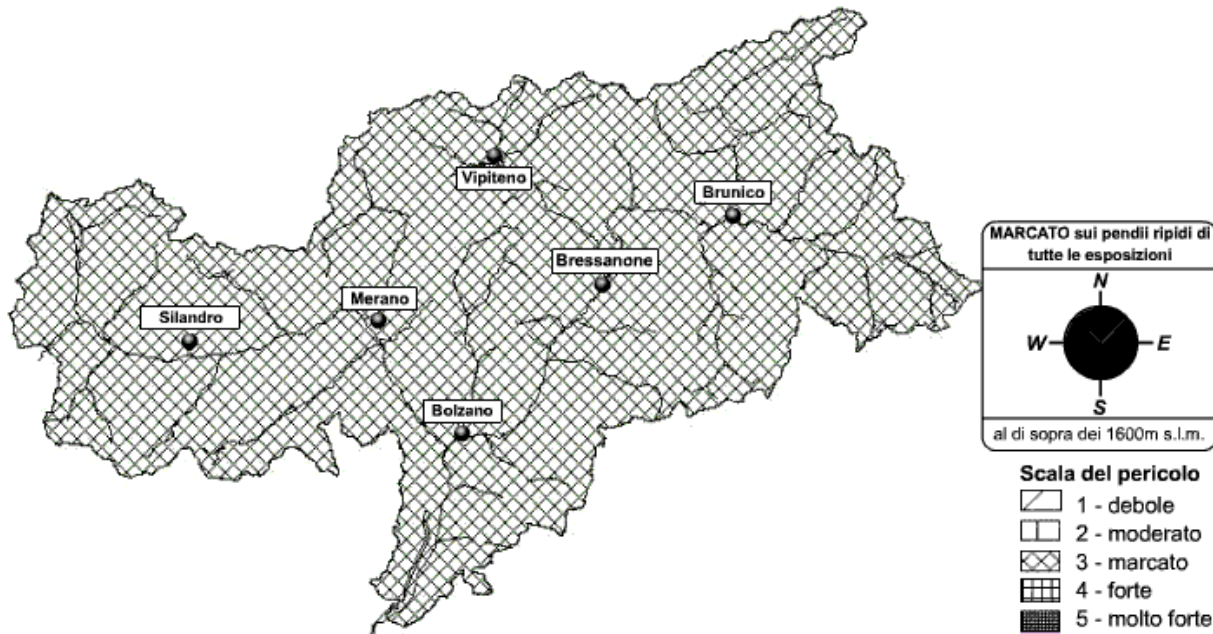 Vipiteno
Brunico
Bressanone
Merano
Silandro
Bolzano
MARCATO sui pendii ripidi di
tutte le esposizioni
N
W
E
S
al di sopra dei 1600m s.l.m.
Scala del pericolo
1 - debole
2 - moderato
3 - marcato
4 - forte
5 - molto forte